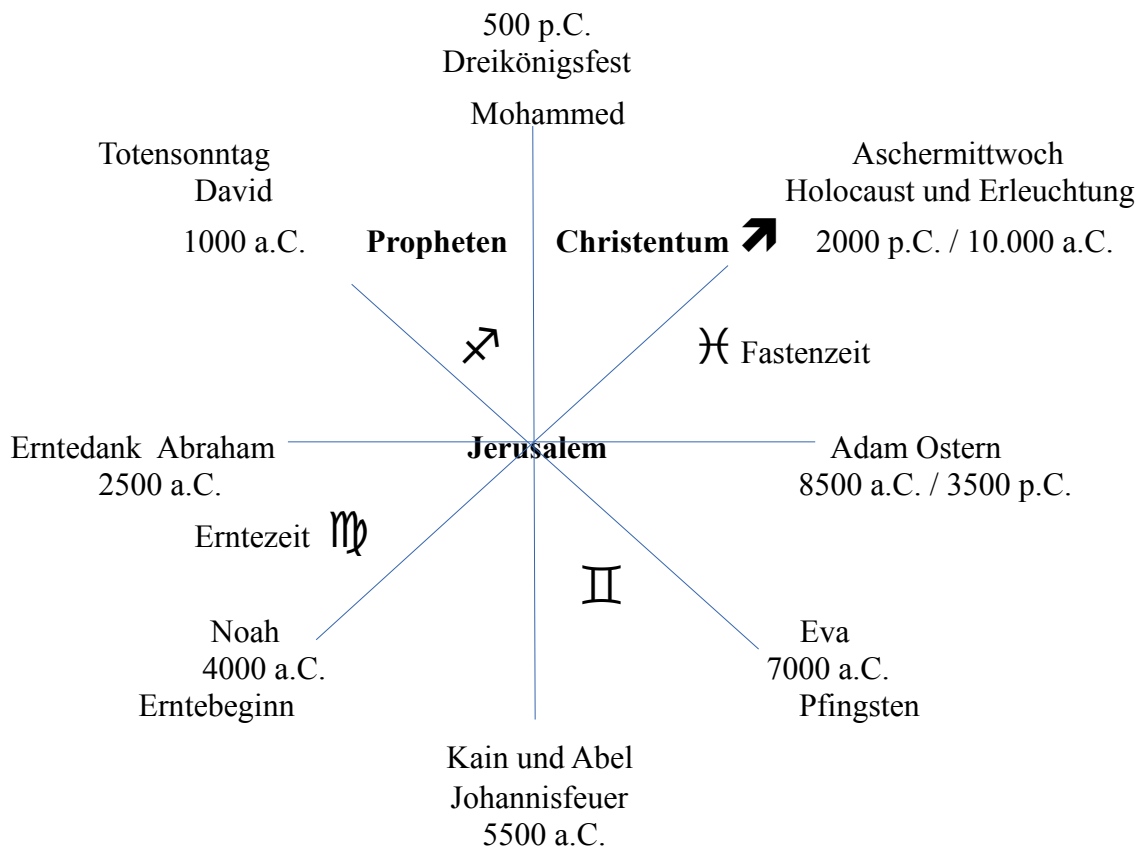 500 p.C.
Dreikönigsfest
Mohammed
Totensonntag
David
1000 a.C.
Propheten
Christentum
Aschermittwoch
Holocaust und Erleuchtung
2000 p.C. / 10.000 a.C.
♐
♓ Fastenzeit
Erntedank Abraham
2500 a.C.
Jerusalem
Adam Ostern
8500 a.C. / 3500 p.C.
Erntezeit ♍
♊
Noah
4000 a.C.
Erntebeginn
Eva
7000 a.C.
Pfingsten
Kain und Abel
Johannisfeuer
5500 a.C.